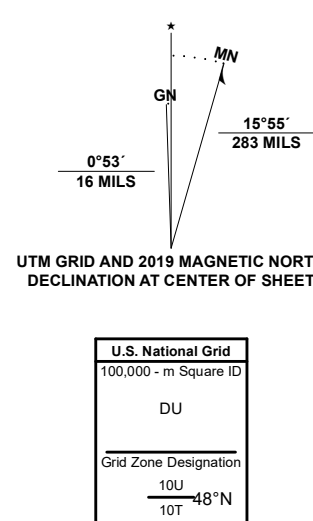 ★
MN
GN
15°55´
283 MILS
0°53´
16 MILS
UTM GRID AND 2019 MAGNETIC NORT
DECLINATION AT CENTER OF SHEET
U.S. National Grid
100,000 - m Square ID
DU
Grid Zone Designation
10U
48°N
10T